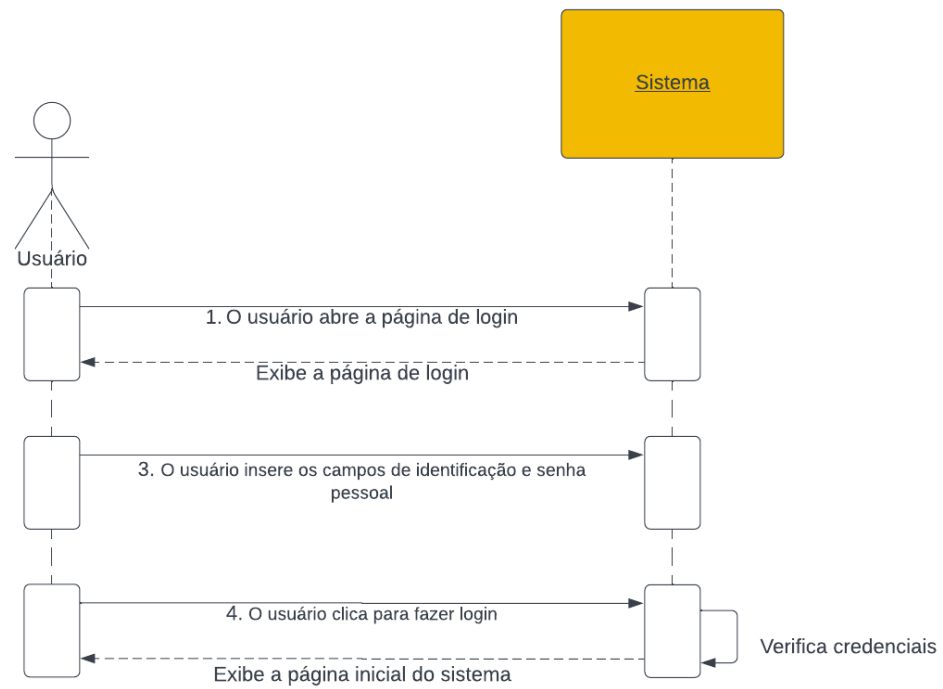 Sistema
Usuário
1. O usuário abre a página de login
Exibe a página de login
3. O usuário insere os campos de identificação e senha
pessoal
4. O usuário clica para fazer login
Verifica credenciais
Exibe a página inicial do sistema